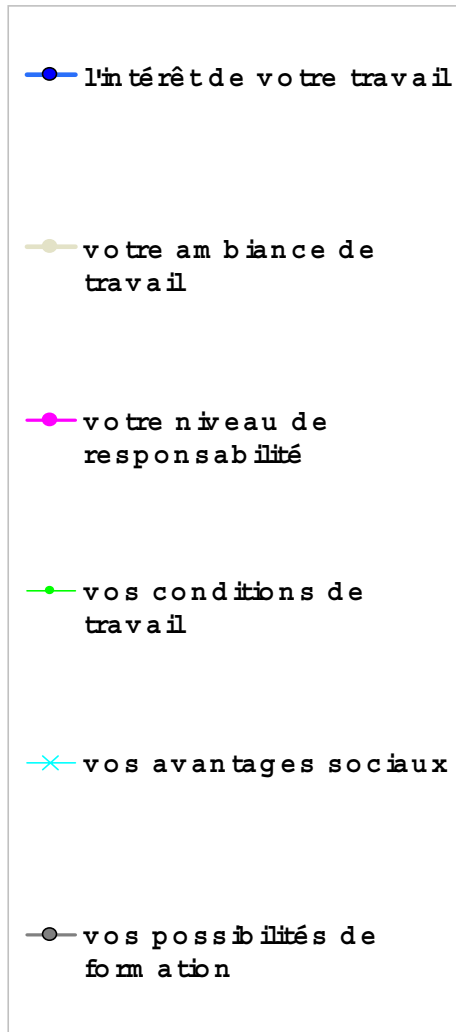 l'intérêt de votre travail
votre ambiance de
travail
votre niveau de
responsabilité
vos conditions de
travail
vos avantages sociaux
vos possibilités de
formation